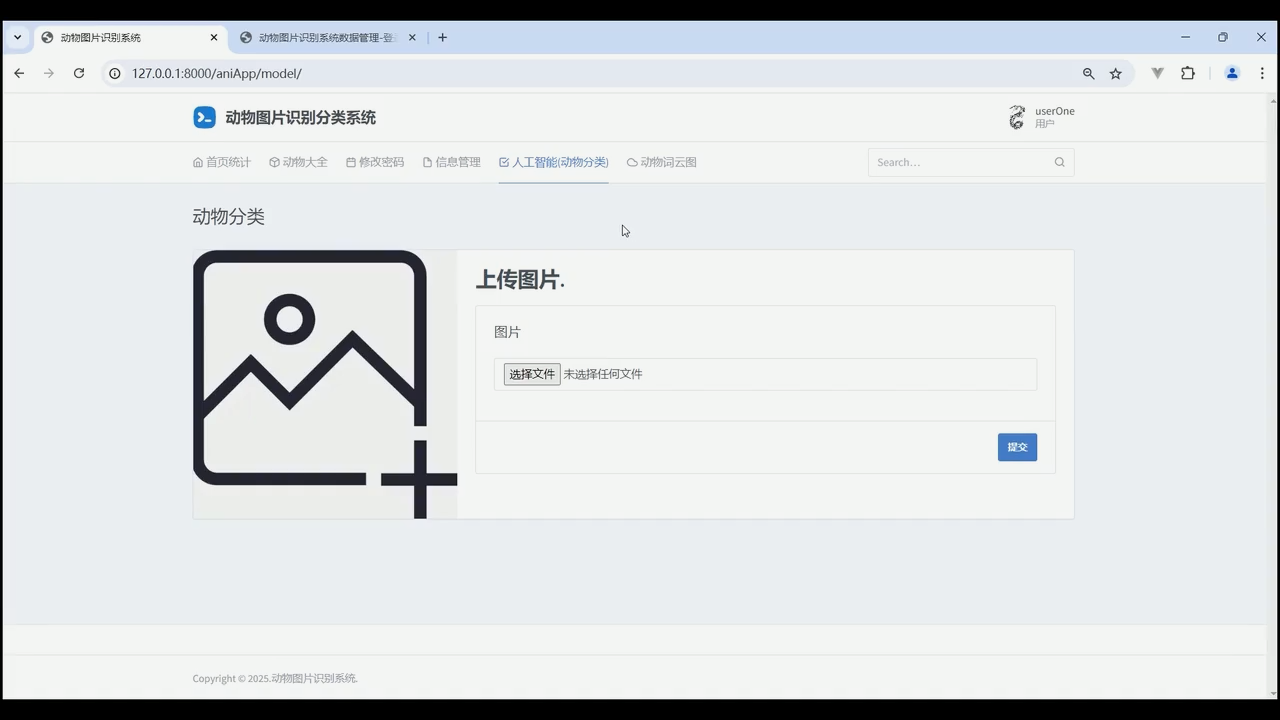 动物图片识别系统
动物图片识别系统数据管理-登
127.0.0.1:8000/aniApp/model/
动物图片识别分类系统
userOne
用户
首页统计
动物大全
修改密码
信息管理
人工智能(动物分类)
动物词云图
Search…
动物分类
上传图片.
图片
选择文件 未选择任何文件
提交
Copyright © 2025.动物图片识别系统.